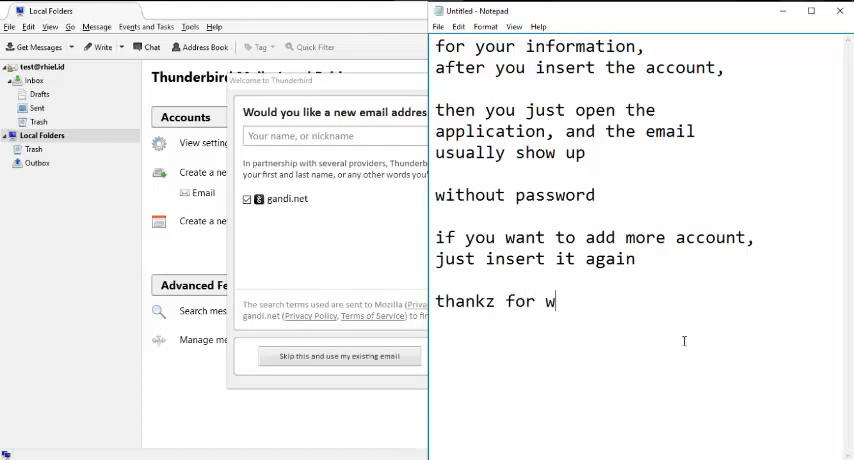 Local Folders
File Edit View Go Message Events and Tasks Tools Help
Get Messages Write Chat Address Book Tag Quick Filter
test@rhiel.id
Inbox
Drafts
Sent
Trash
Local Folders
Trash
Outbox
Thunderbird
Accounts
View setting
Create a ne
Email
Create a ne
Advanced Fe
Search mes
Manage me
Welcome to Thunderbird
Would you like a new email addres
Your name, or nickname
In partnership with several providers, Thunderb
your first and last name, or any other words you'
gandi.net
The search terms used are sent to Mozilla (Priva
gandi.net (Privacy Policy, Terms of Service) to fi
Skip this and use my existing email
Untitled - Notepad
File Edit Format View Help
for your information,
after you insert the account,
then you just open the
application, and the email
usually show up
without password
if you want to add more account,
just insert it again
thankz for w